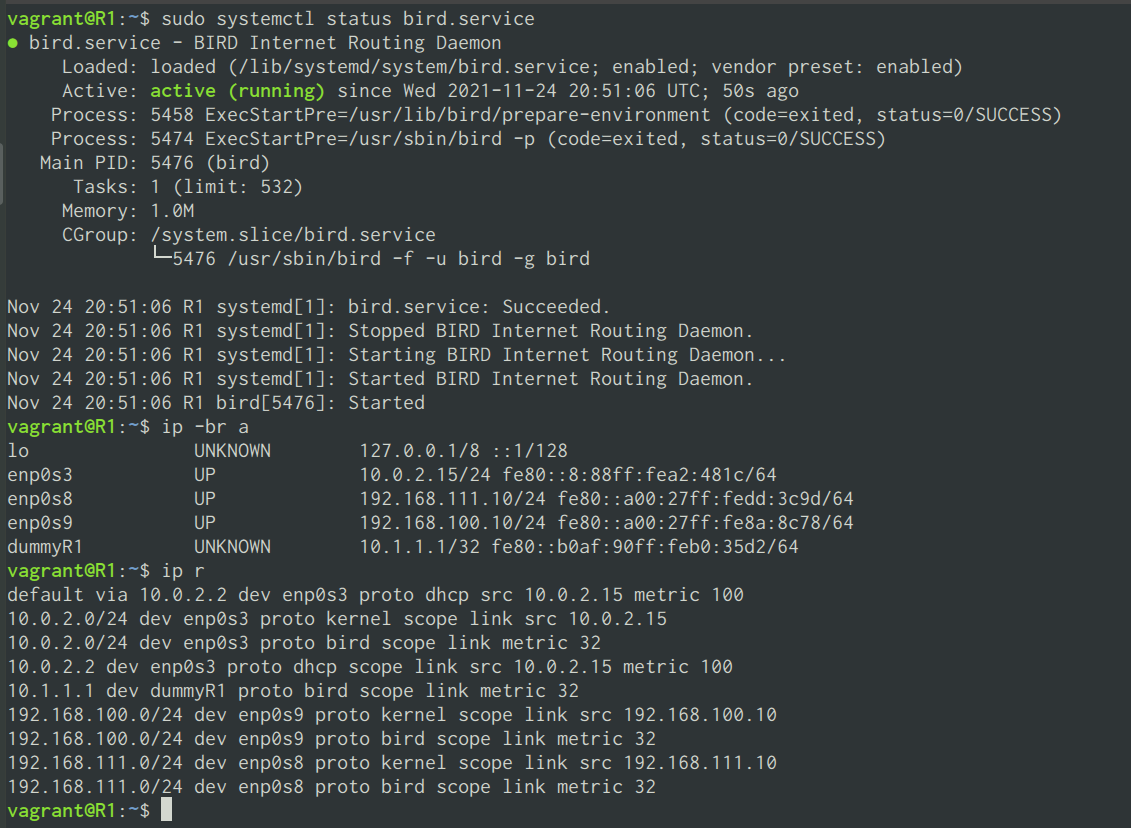 vagrant@R1:~$ sudo systemctl status bird.service
● bird.service - BIRD Internet Routing Daemon
     Loaded: loaded (/lib/systemd/system/bird.service; enabled; vendor preset: enabled)
     Active: active (running) since Wed 2021-11-24 20:51:06 UTC; 50s ago
    Process: 5458 ExecStartPre=/usr/lib/bird/prepare-environment (code=exited, status=0/SUCCESS)
    Process: 5474 ExecStartPre=/usr/sbin/bird -p (code=exited, status=0/SUCCESS)
   Main PID: 5476 (bird)
      Tasks: 1 (limit: 532)
     Memory: 1.0M
     CGroup: /system.slice/bird.service
             └─5476 /usr/sbin/bird -f -u bird -g bird
Nov 24 20:51:06 R1 systemd[1]: bird.service: Succeeded.
Nov 24 20:51:06 R1 systemd[1]: Stopped BIRD Internet Routing Daemon.
Nov 24 20:51:06 R1 systemd[1]: Starting BIRD Internet Routing Daemon...
Nov 24 20:51:06 R1 systemd[1]: Started BIRD Internet Routing Daemon.
Nov 24 20:51:06 R1 bird[5476]: Started
vagrant@R1:~$ ip -br a
lo               UNKNOWN        127.0.0.1/8 ::1/128
enp0s3           UP             10.0.2.15/24 fe80::8:88ff:fea2:481c/64
enp0s8           UP             192.168.111.10/24 fe80::a00:27ff:fedd:3c9d/64
enp0s9           UP             192.168.100.10/24 fe80::a00:27ff:fe8a:8c78/64
dummyR1          UNKNOWN        10.1.1.1/32 fe80::b0af:90ff:feb0:35d2/64
vagrant@R1:~$ ip r
default via 10.0.2.2 dev enp0s3 proto dhcp src 10.0.2.15 metric 100
10.0.2.0/24 dev enp0s3 proto kernel scope link src 10.0.2.15
10.0.2.0/24 dev enp0s3 proto bird scope link metric 32
10.0.2.2 dev enp0s3 proto dhcp scope link src 10.0.2.15 metric 100
10.1.1.1 dev dummyR1 proto bird scope link metric 32
192.168.100.0/24 dev enp0s9 proto kernel scope link src 192.168.100.10
192.168.100.0/24 dev enp0s9 proto bird scope link metric 32
192.168.111.0/24 dev enp0s8 proto kernel scope link src 192.168.111.10
192.168.111.0/24 dev enp0s8 proto bird scope link metric 32
vagrant@R1:~$